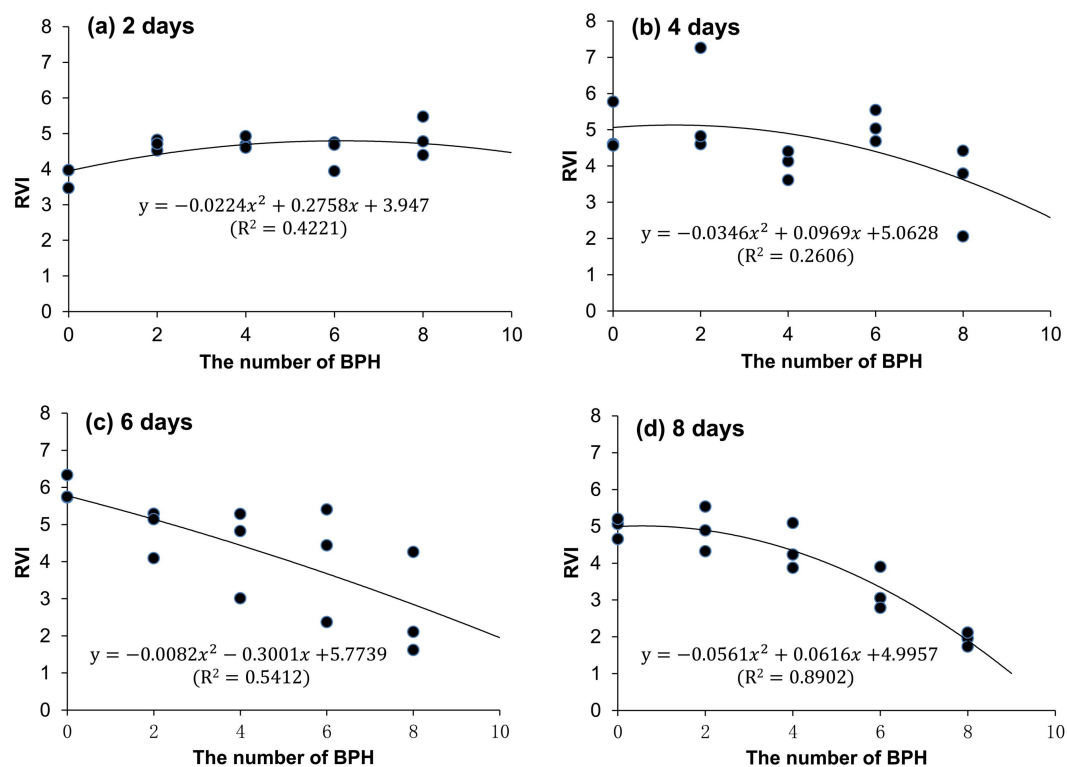 (a) 2 days
8
7
6
5
4
3
2
1
0
RVI
y = −0.0224x² + 0.2758x + 3.947
(R² = 0.4221)
0 2 4 6 8 10
The number of BPH
(b) 4 days
8
7
6
5
4
3
2
1
0
RVI
y = −0.0346x² + 0.0969x +5.0628
(R² = 0.2606)
0 2 4 6 8 10
The number of BPH
(c) 6 days
8
7
6
5
4
3
2
1
0
RVI
y = −0.0082x² − 0.3001x +5.7739
(R² = 0.5412)
0 2 4 6 8 10
The number of BPH
(d) 8 days
8
7
6
5
4
3
2
1
0
RVI
y = −0.0561x² + 0.0616x +4.9957
(R² = 0.8902)
0 2 4 6 8 10
The number of BPH